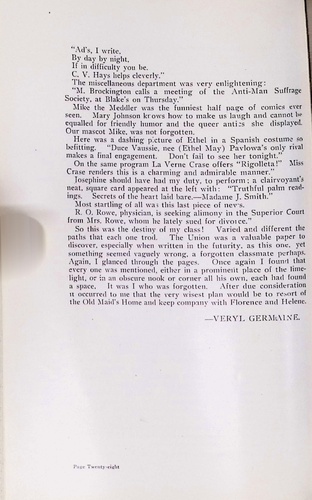 "Ad's, I write,
By day by night,
If in difficulty you be.
C. V. Hays helps cleverly."
The miscellaneous department was very enlightening:
"M. Brockington calls a meeting of the Anti-Man Suffrage
Society, at Blake's on Thursday."
Mike the Meddler was the funniest half page of comics ever
seen. Mary Johnson knows how to make us laugh and cannot be
equalled for friendly humor and the queer antics she displayed.
Our mascot Mike, was not forgotten.
Here was a dashing picture of Ethel in a Spanish costume so
befitting. "Duce Vaussie, nee (Ethel May) Pavlowa's only rival
makes a final engagement. Don't fail to see her tonight."
On the same program La Verne Crase offers "Rigolleta!" Miss
Crase renders this is a charming and admirable manner."
Josephine should have had my duty, to perform; a clairvoyant's
neat, square card appeared at the left with: "Truthful palm read-
ings. Secrets of the heart laid bare.—Madame J. Smith."
Most startling of all was this last piece of news.
R. O. Rowe, physician, is seeking alimony in the Superior Court
from Mrs. Rowe, whom he lately sued for divorce."
So this was the destiny of my class! Varied and different the
paths that each one trod. The Union was a valuable paper to
discover, especially when written in the futurity, as this one, yet
something seemed vaguely wrong, a forgotten classmate perhaps.
Again, I glanced through the pages. Once again I found that
every one was mentioned, either in a prominent place of the lime-
light, or in an obscure nook or corner all his own, each had found
a space. It was I who was forgotten. After due consideration
it occurred to me that the very wisest plan would be to resort of
the Old Maid's Home and keep company with Florence and Helene.
—VERYL GERMAINE.
Page Twenty-eight